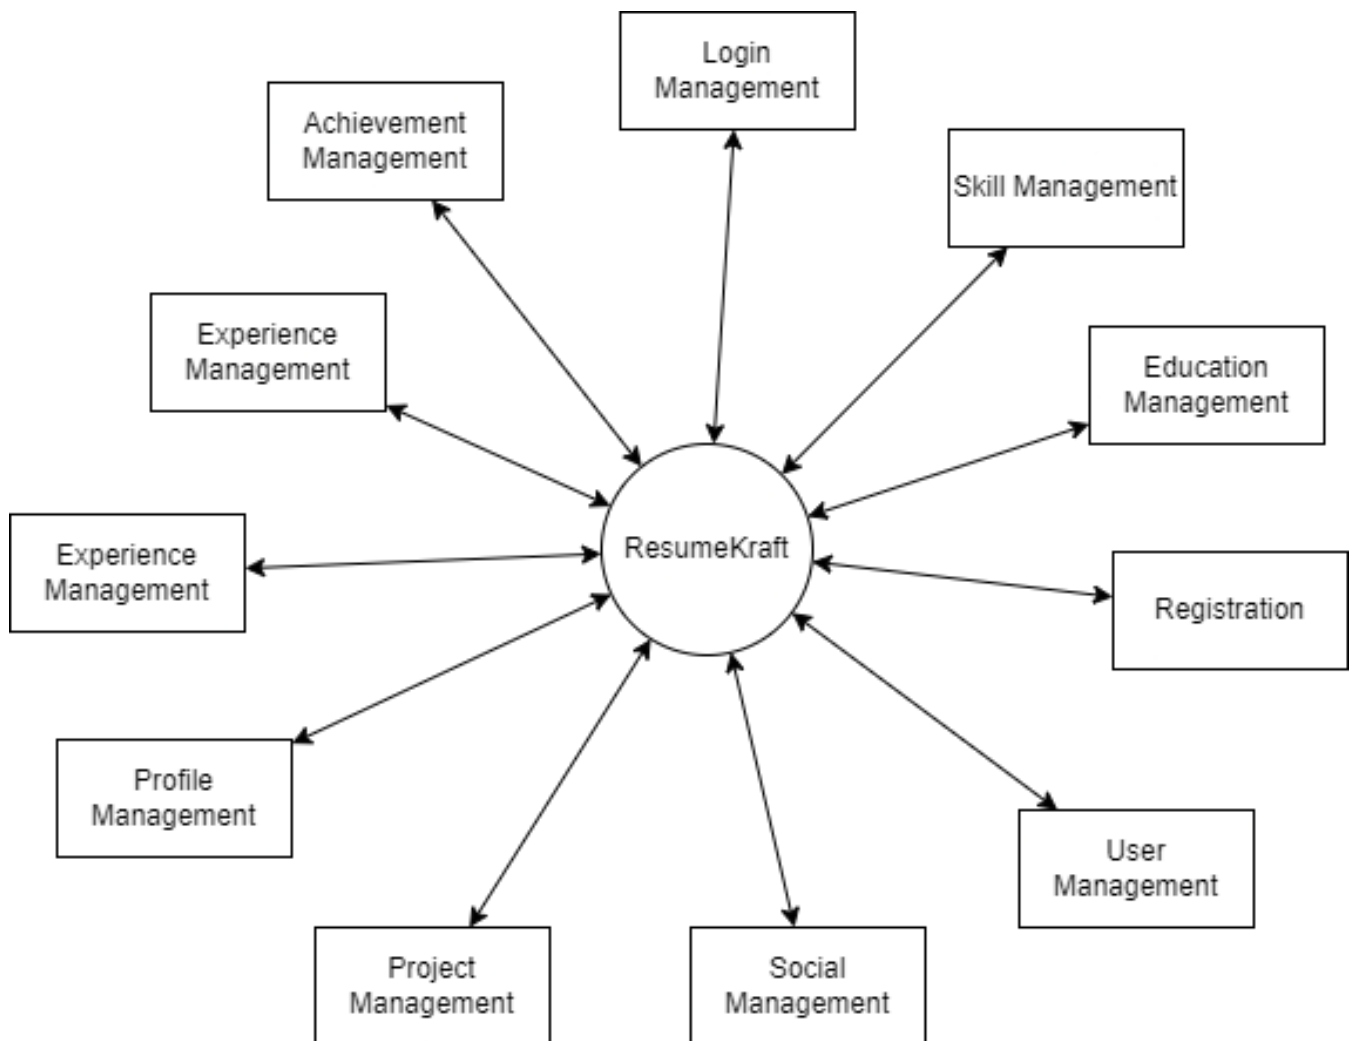 Login
Management
Achievement
Management
Skill Management
Experience
Management
Education
Management
ResumeKraft
Experience
Management
Registration
Profile
Management
User
Management
Project
Management
Social
Management